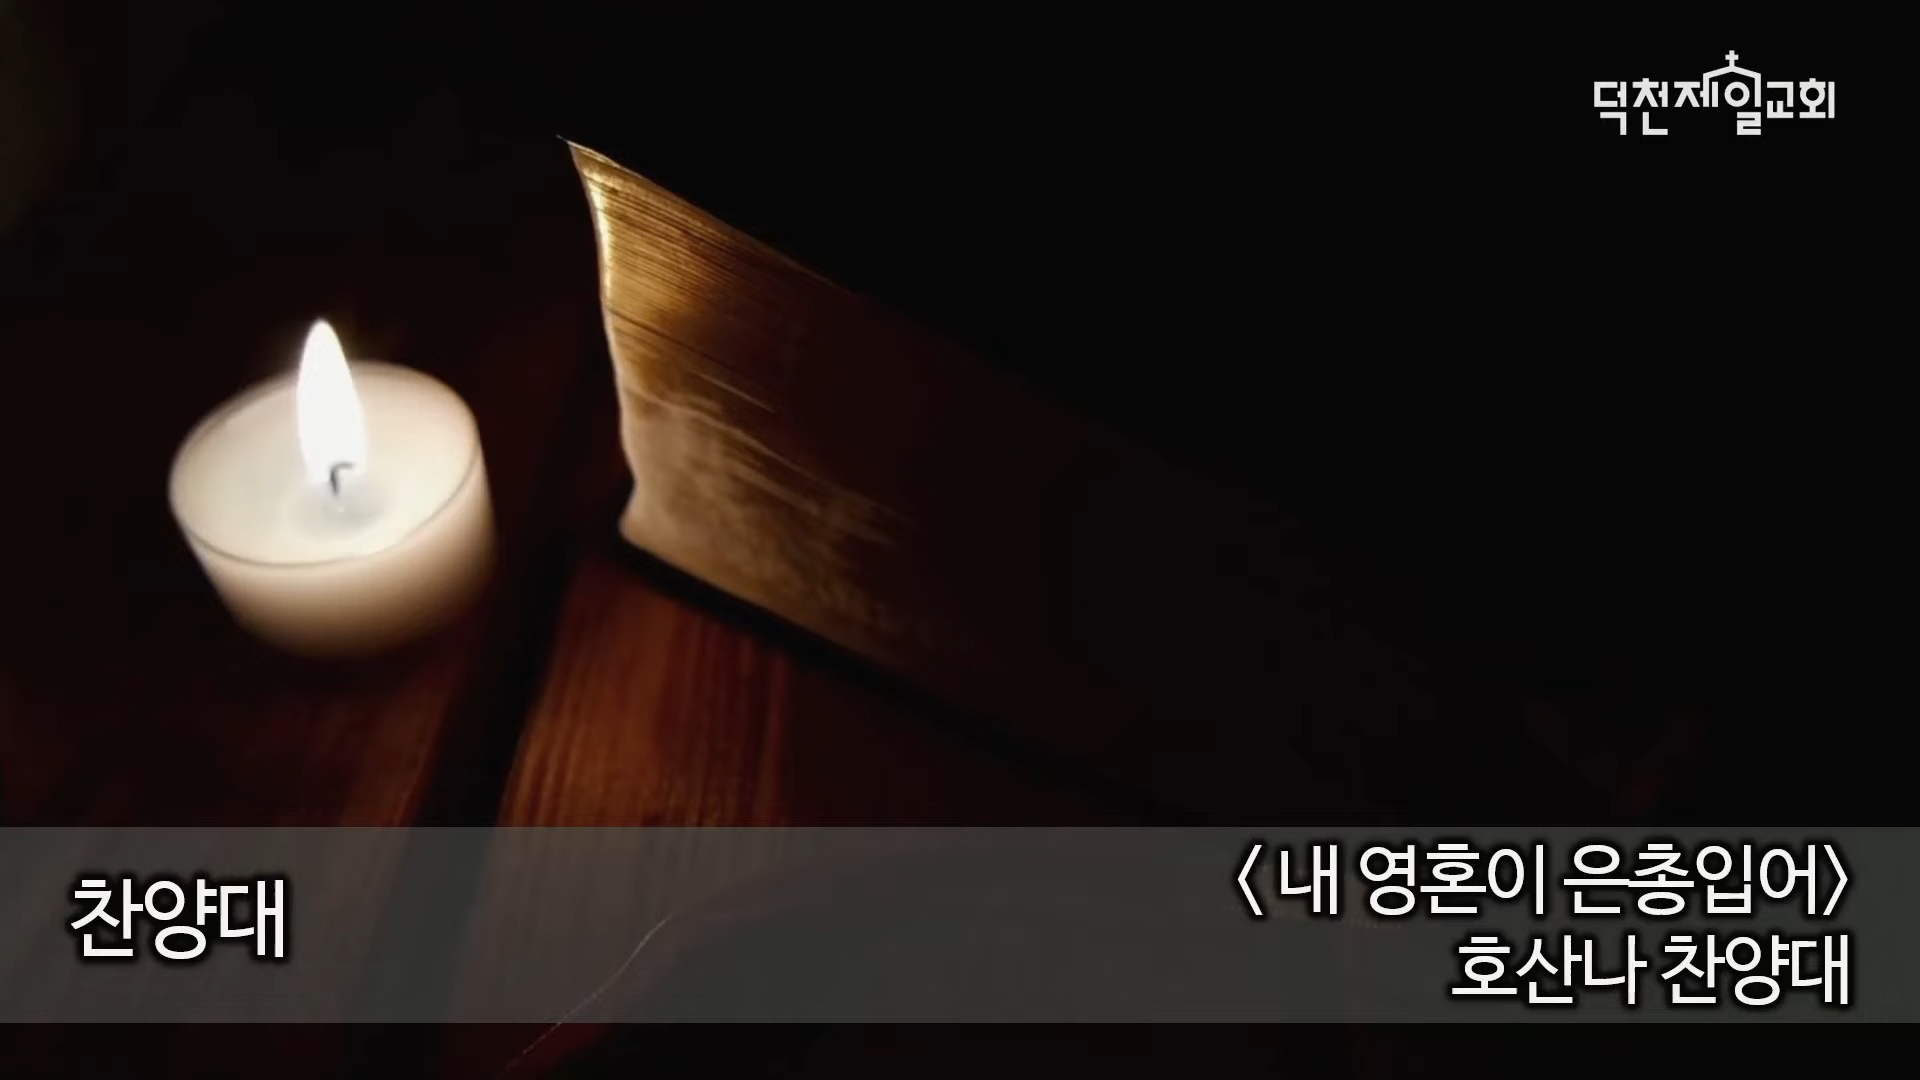 덕천제일교회
찬양대
< 내 영혼이 은총입어>
호산나 찬양대